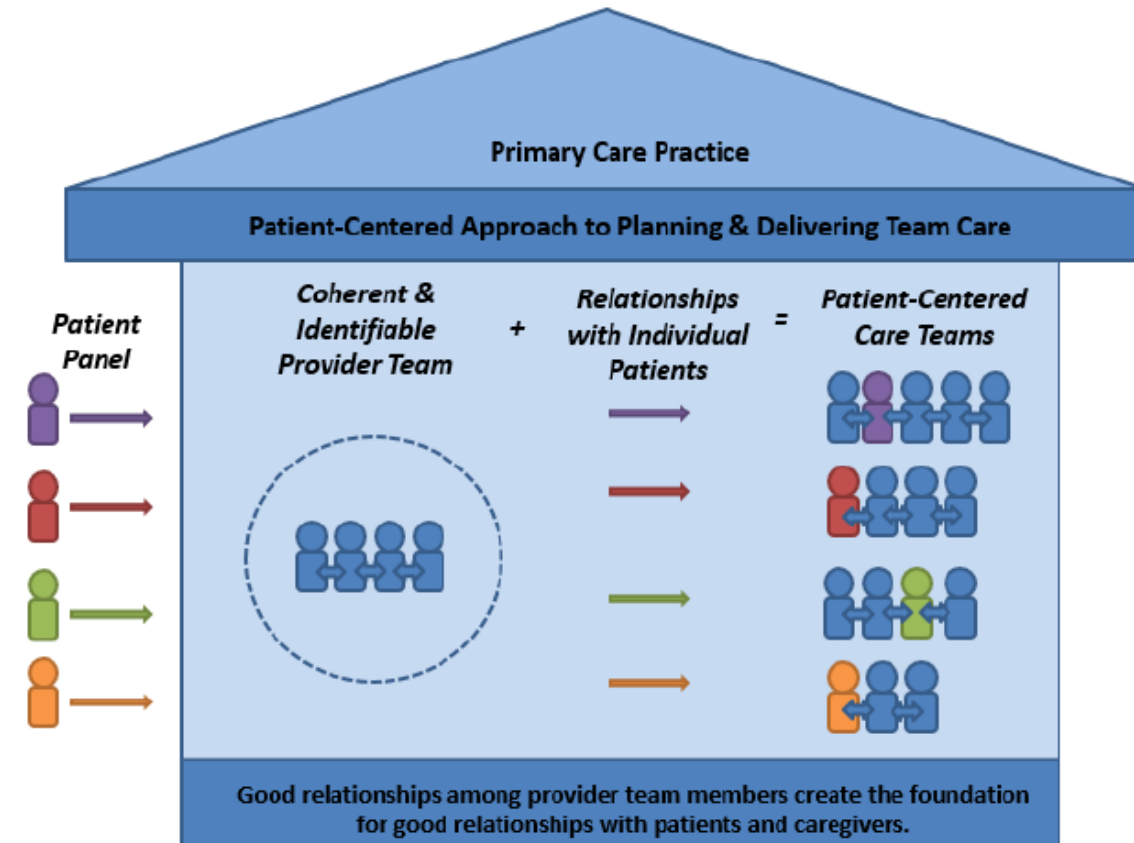 Primary Care Practice
Patient-Centered Approach to Planning & Delivering Team Care
Patient
Panel
Coherent &
Identifiable
Provider Team
+
Relationships
with Individual
Patients
=
Patient-Centered
Care Teams
Good relationships among provider team members create the foundation
for good relationships with patients and caregivers.